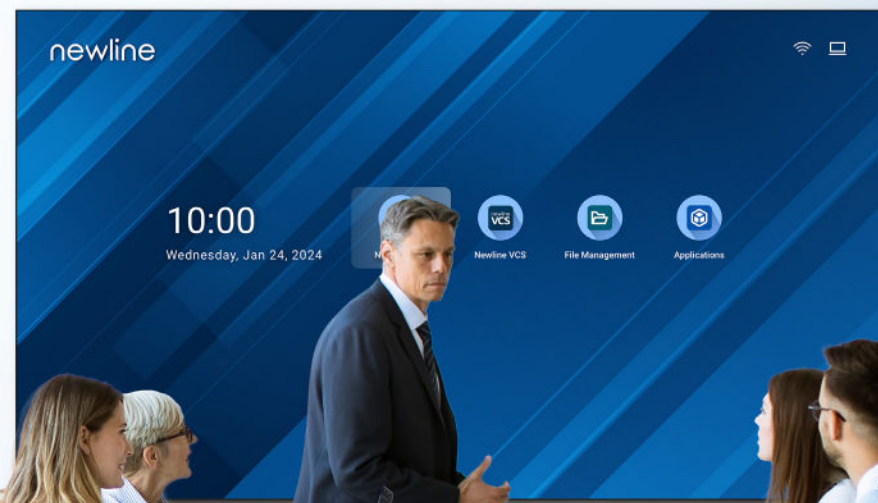 newline
10:00
Wednesday, Jan 24, 2024
newline
VCS
Newline VCS
File Management
Applications